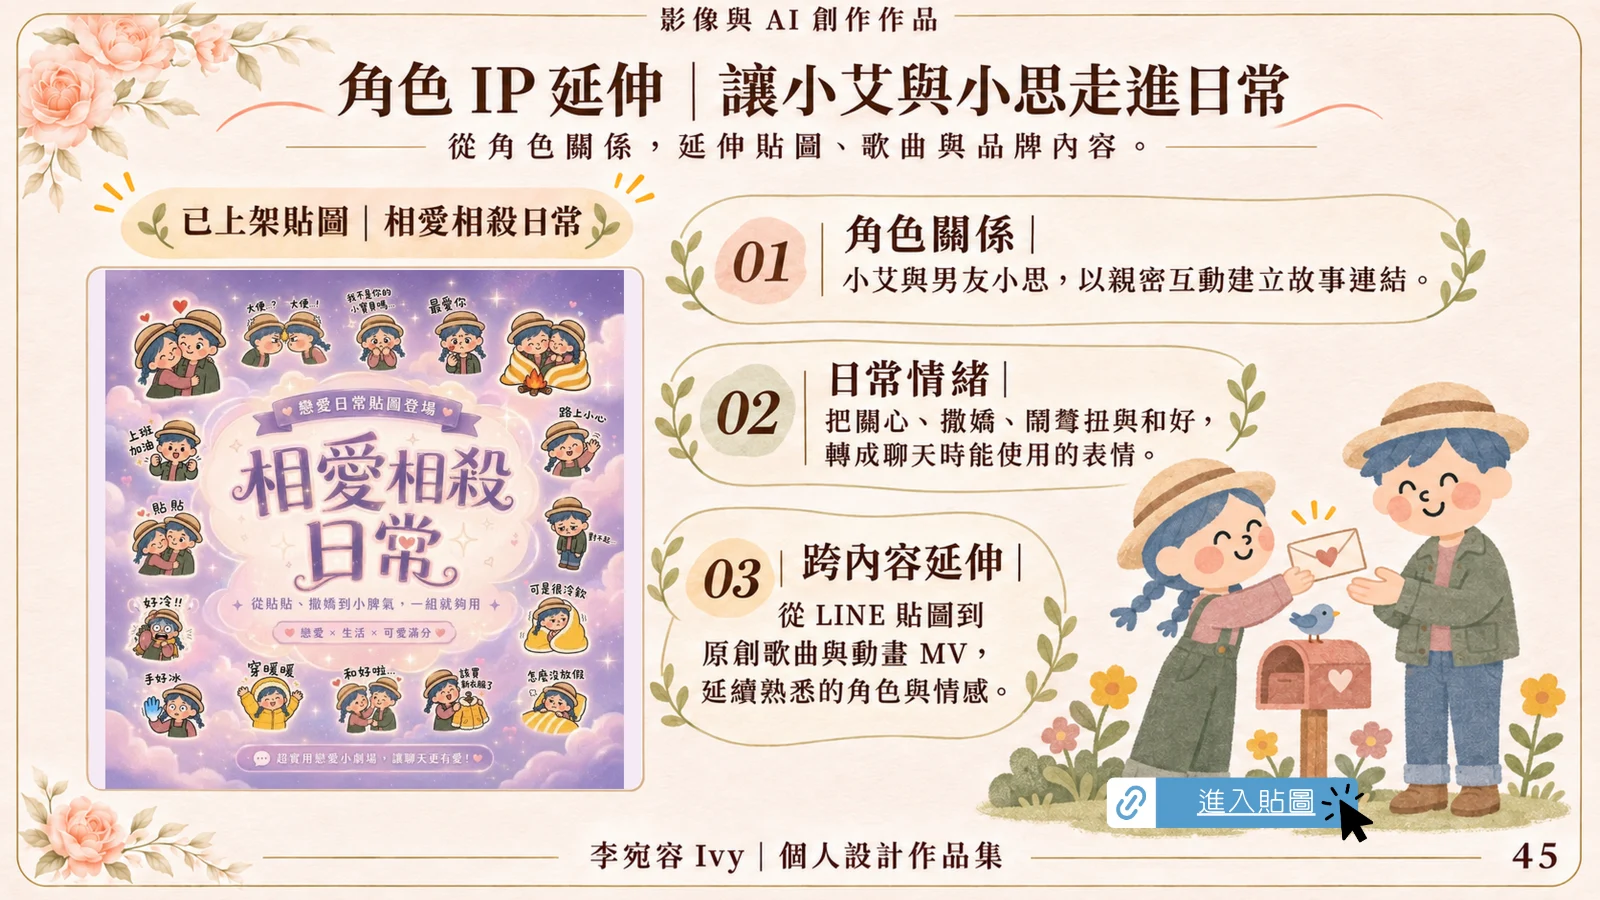 影像與 AI 創作作品
角色 IP 延伸｜讓小艾與小思走進日常
從角色關係，延伸貼圖、歌曲與品牌內容。
已上架貼圖｜相愛相殺日常
大便...? 大便...!
我不是你的
小寶貝嗎...
最愛你
戀愛日常貼圖登場
上班
加油
路上小心
相愛相殺
日常
貼貼
對不起...
從貼貼、撒嬌到小脾氣，一組就夠用
戀愛 × 生活 × 可愛滿分
好冷!!
可是很冷欸
手好冰
穿暖暖
和好啦...
該買
新衣服了
怎麼沒放假
超實用戀愛小劇場，讓聊天更有愛！
01
角色關係｜
小艾與男友小思，以親密互動建立故事連結。
02
日常情緒｜
把關心、撒嬌、鬧彆扭與和好，
轉成聊天時能使用的表情。
03
跨內容延伸｜
從 LINE 貼圖到
原創歌曲與動畫 MV，
延續熟悉的角色與情感。
進入貼圖
李宛容 Ivy｜個人設計作品集
45